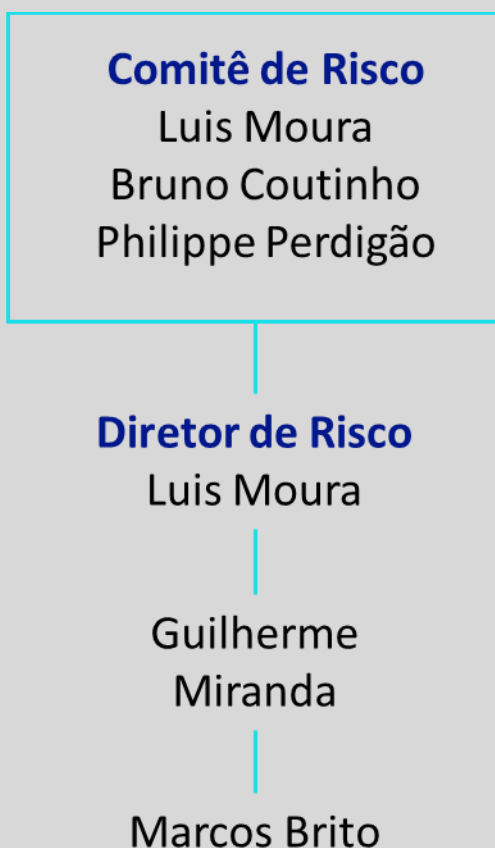 Comitê de Risco
Luis Moura
Bruno Coutinho
Philippe Perdigão
Diretor de Risco
Luis Moura
Guilherme
Miranda
Marcos Brito